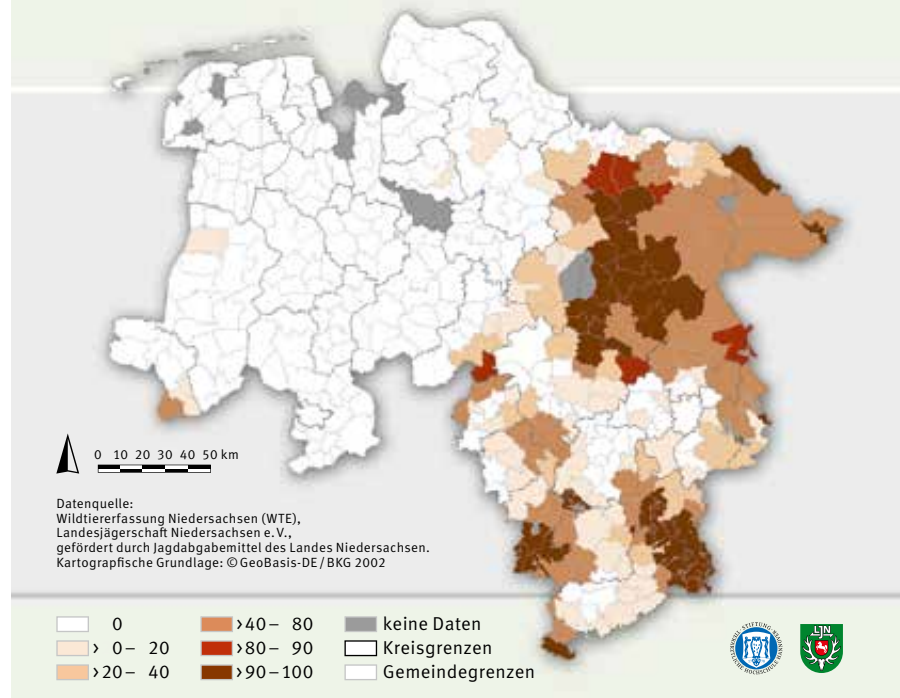 0 10 20 30 40 50 km
Datenquelle:
Wildtiererfassung Niedersachsen (WTE),
Landesjägerschaft Niedersachsen e. V.,
gefördert durch Jagdabgabemittel des Landes Niedersachsen.
Kartograpfische Grundlage: © GeoBasis-DE / BKG 2002
0
> 0 – 20
>20 – 40
>40 – 80
>80 – 90
>90 – 100
keine Daten
Kreisgrenzen
Gemeindegrenzen
LJN